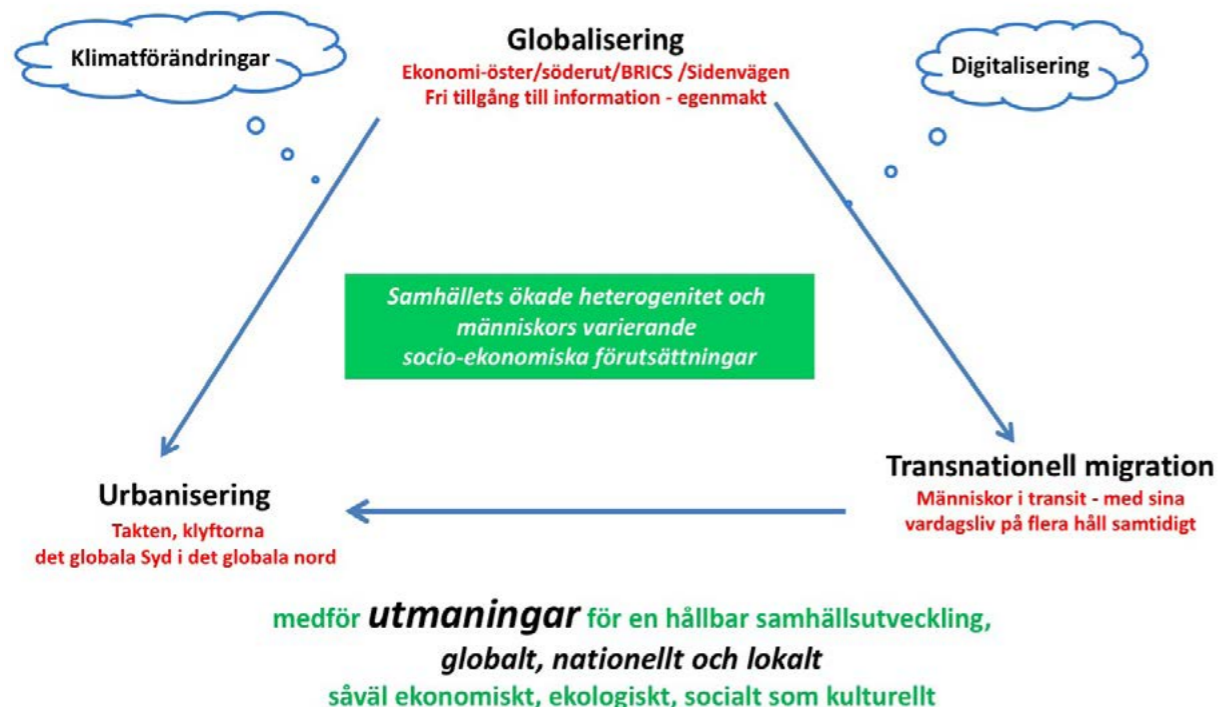 Klimatförändringar
Globalisering
Ekonomi-öster/söderut/BRICS /Sidenvägen
Fri tillgång till information - egenmakt
Digitalisering
Samhällets ökade heterogenitet och
människors varierande
socio-ekonomiska förutsättningar
Urbanisering
Takten, klyftorna
det globala Syd i det globala nord
Transnationell migration
Människor i transit - med sina
vardagsliv på flera håll samtidigt
medför utmaningar för en hållbar samhällsutveckling,
globalt, nationellt och lokalt
såväl ekonomiskt, ekologiskt, socialt som kulturellt